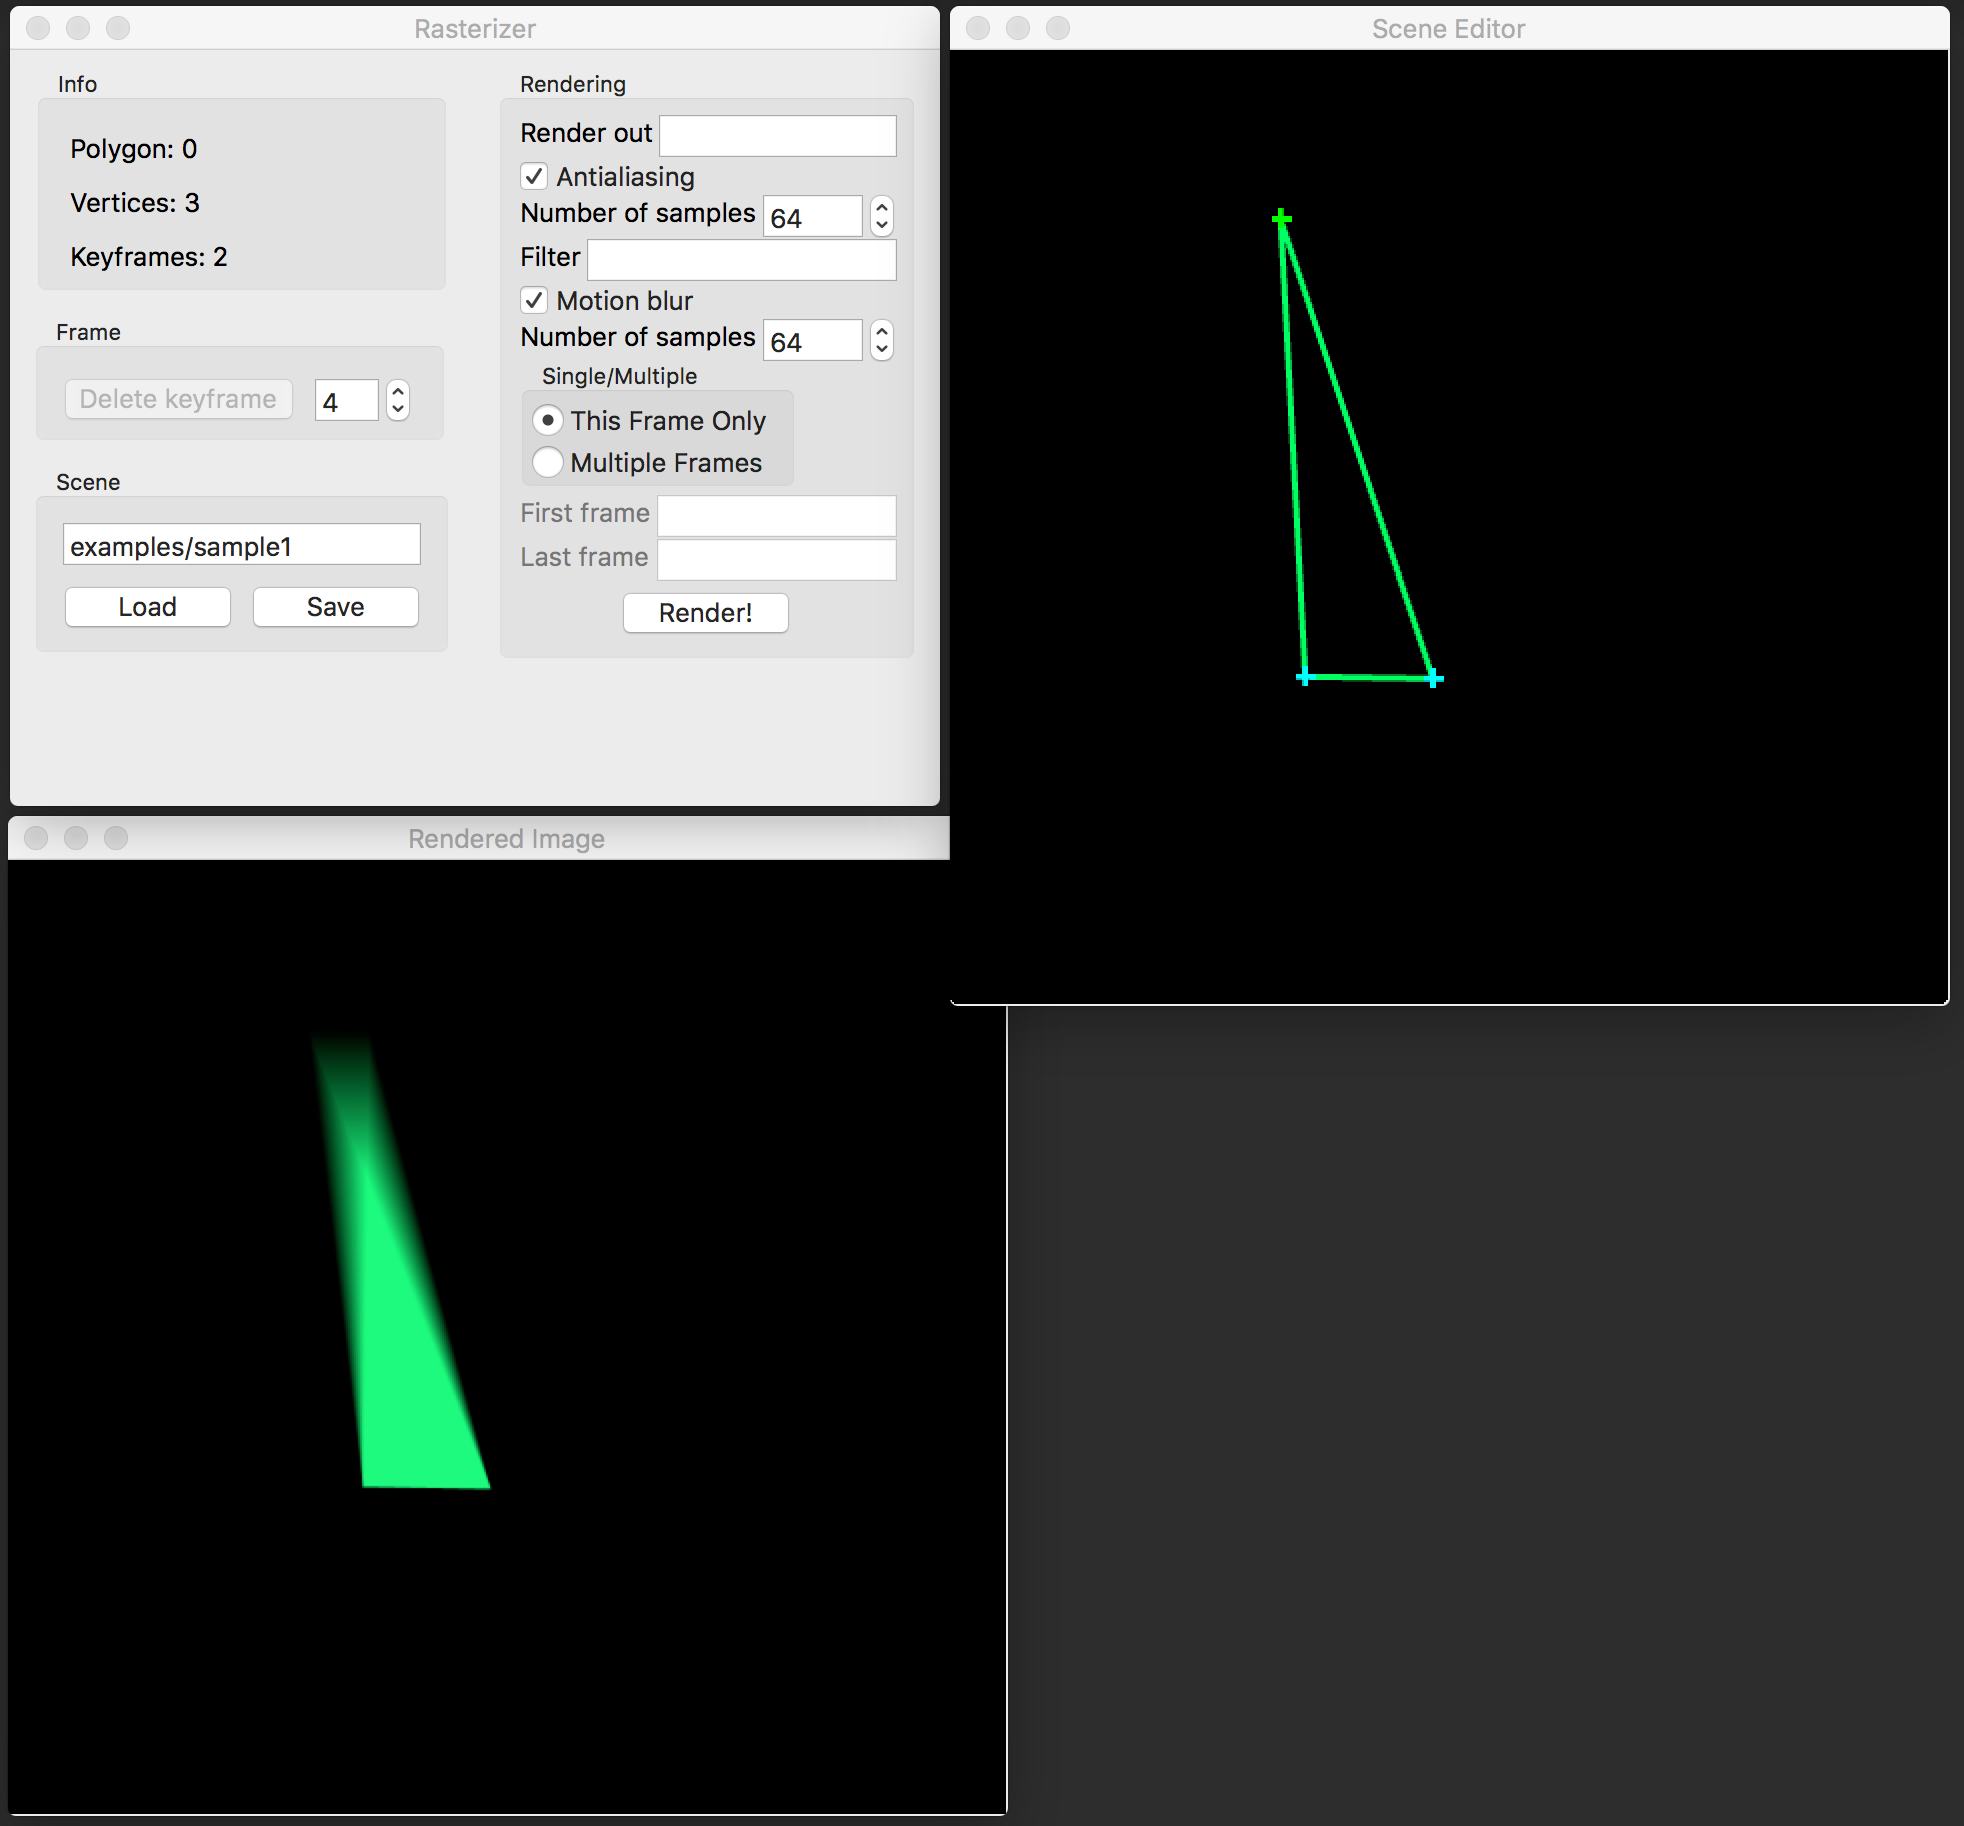 Rasterizer
Info
Polygon: 0
Vertices: 3
Keyframes: 2
Frame
Delete keyframe 4
Scene
examples/sample1
Load Save
Rendering
Render out
Antialiasing
Number of samples 64
Filter
Motion blur
Number of samples 64
Single/Multiple
This Frame Only
Multiple Frames
First frame
Last frame
Render!
Scene Editor
Rendered Image